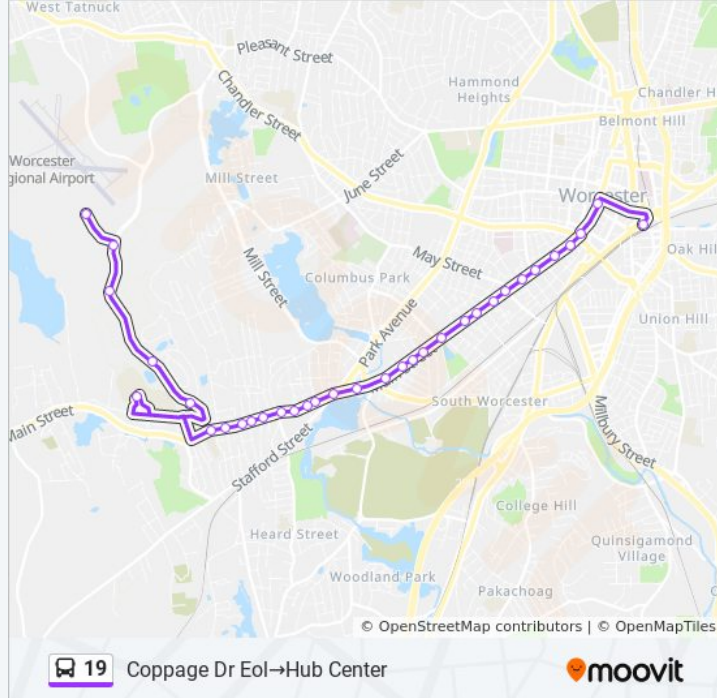 West Tatnuck
Pleasant Street
Chandler Street
Hammond
Heights
Chandler H
Belmont Hill
Worcester
gional Airport
Mill Street
June Street
Worcester
May Street
Oak Hil
Mill Street
Columbus Park
Park Avenue
Union Hill
Main Street
South Worcester
Millbury Street
Stafford Street
College Hill
Heard Street
Quinsigamond
Village
Woodland Park
Pakachoag
© OpenStreetMap contributors | © OpenMapTiles
19 Coppage Dr Eol→Hub Center
moovit